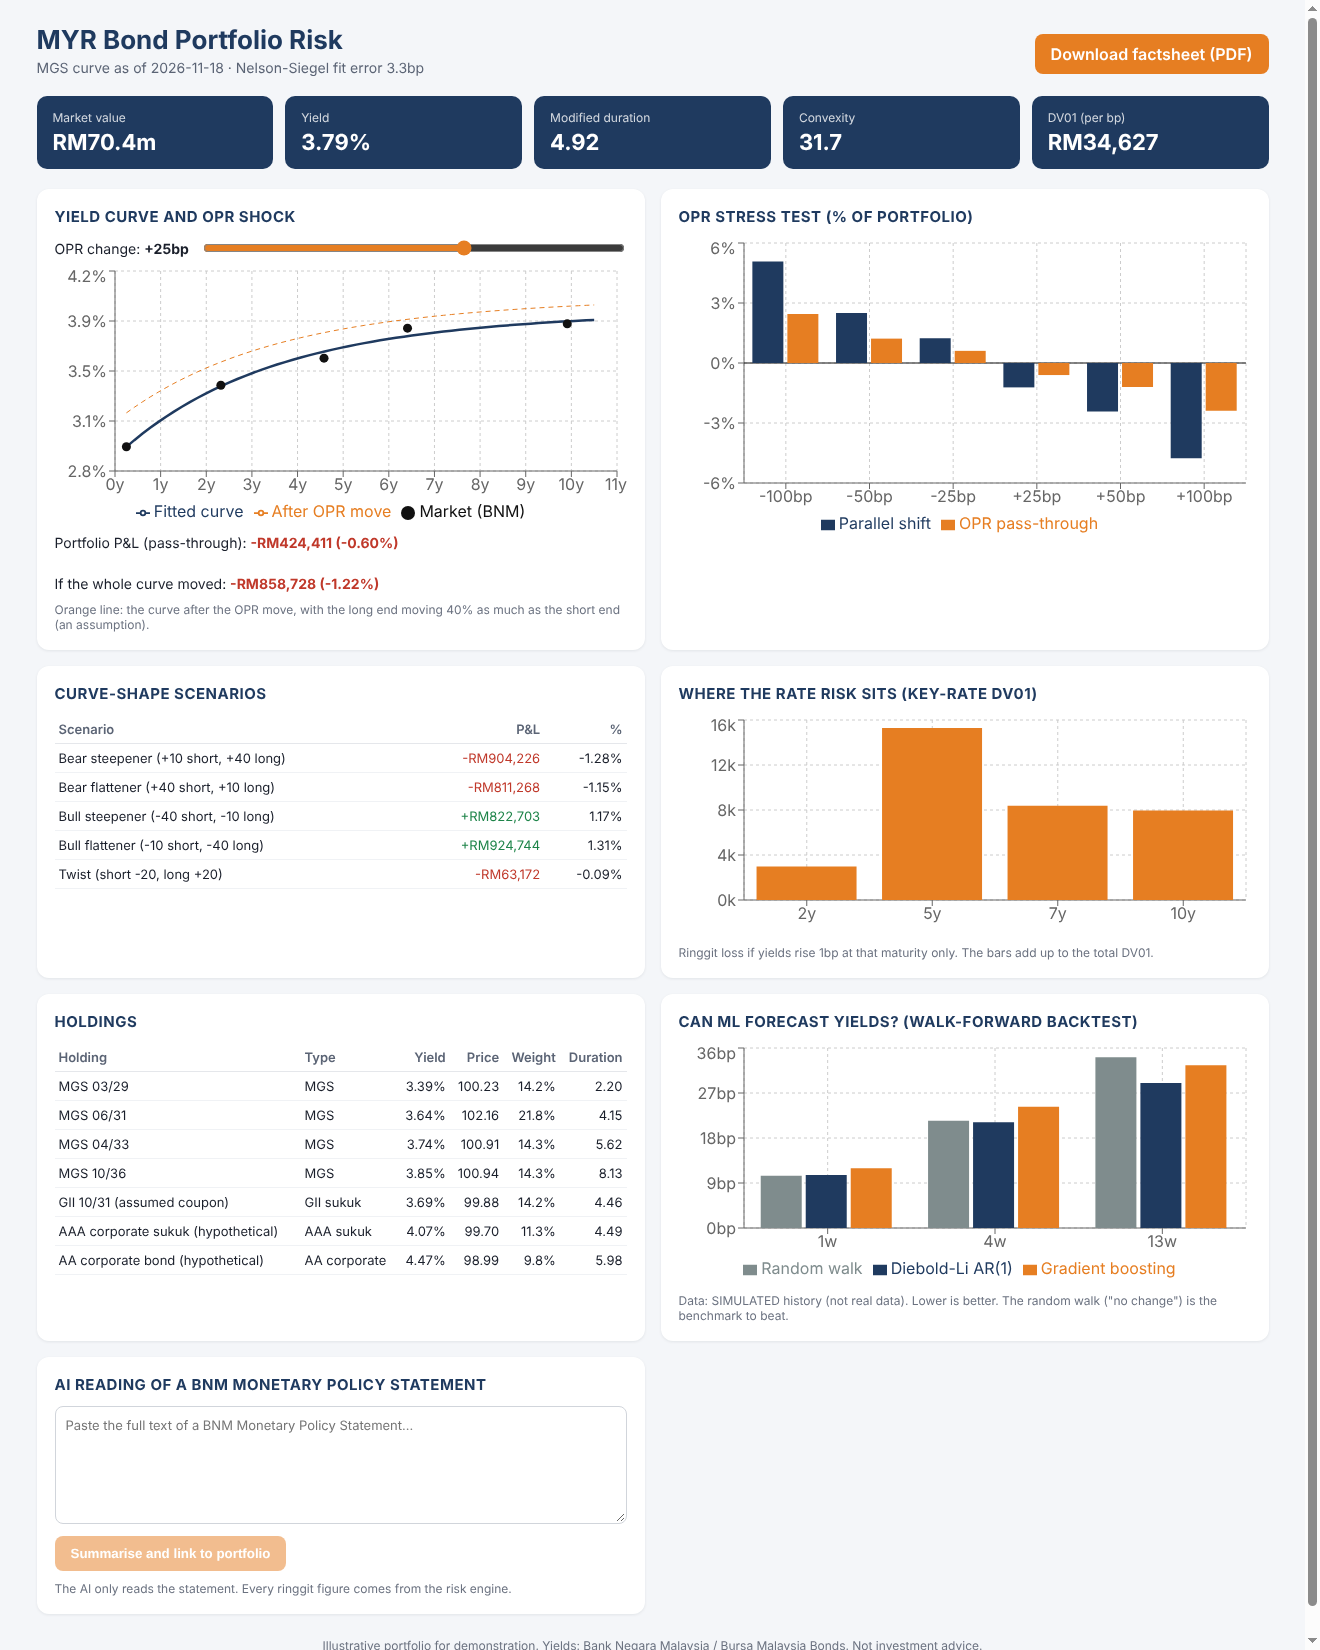 MYR Bond Portfolio Risk
MGS curve as of 2026-11-18 · Nelson-Siegel fit error 3.3bp
Download factsheet (PDF)
Market value
RM70.4m
Yield
3.79%
Modified duration
4.92
Convexity
31.7
DV01 (per bp)
RM34,627
YIELD CURVE AND OPR SHOCK
OPR change: +25bp
4.2%
3.9%
3.5%
3.1%
2.8%
0y 1y 2y 3y 4y 5y 6y 7y 8y 9y 10y 11y
Fitted curve After OPR move Market (BNM)
Portfolio P&L (pass-through): -RM424,411 (-0.60%)
If the whole curve moved: -RM858,728 (-1.22%)
Orange line: the curve after the OPR move, with the long end moving 40% as much as the short end
(an assumption).
OPR STRESS TEST (% OF PORTFOLIO)
6%
3%
0%
-3%
-6%
-100bp -50bp -25bp +25bp +50bp +100bp
Parallel shift OPR pass-through
CURVE-SHAPE SCENARIOS
Scenario P&L %
Bear steepener (+10 short, +40 long) -RM904,226 -1.28%
Bear flattener (+40 short, +10 long) -RM811,268 -1.15%
Bull steepener (-40 short, -10 long) +RM822,703 1.17%
Bull flattener (-10 short, -40 long) +RM924,744 1.31%
Twist (short -20, long +20) -RM63,172 -0.09%
WHERE THE RATE RISK SITS (KEY-RATE DV01)
16k
12k
8k
4k
0k
2y 5y 7y 10y
Ringgit loss if yields rise 1bp at that maturity only. The bars add up to the total DV01.
HOLDINGS
Holding Type Yield Price Weight Duration
MGS 03/29 MGS 3.39% 100.23 14.2% 2.20
MGS 06/31 MGS 3.64% 102.16 21.8% 4.15
MGS 04/33 MGS 3.74% 100.91 14.3% 5.62
MGS 10/36 MGS 3.85% 100.94 14.3% 8.13
GII 10/31 (assumed coupon) GII sukuk 3.69% 99.88 14.2% 4.46
AAA corporate sukuk (hypothetical) AAA sukuk 4.07% 99.70 11.3% 4.49
AA corporate bond (hypothetical) AA corporate 4.47% 98.99 9.8% 5.98
CAN ML FORECAST YIELDS? (WALK-FORWARD BACKTEST)
36bp
27bp
18bp
9bp
0bp
1w 4w 13w
Random walk Diebold-Li AR(1) Gradient boosting
Data: SIMULATED history (not real data). Lower is better. The random walk ("no change") is the
benchmark to beat.
AI READING OF A BNM MONETARY POLICY STATEMENT
Paste the full text of a BNM Monetary Policy Statement...
Summarise and link to portfolio
The AI only reads the statement. Every ringgit figure comes from the risk engine.
Illustrative portfolio for demonstration. Yields: Bank Negara Malaysia / Bursa Malaysia Bonds. Not investment advice.